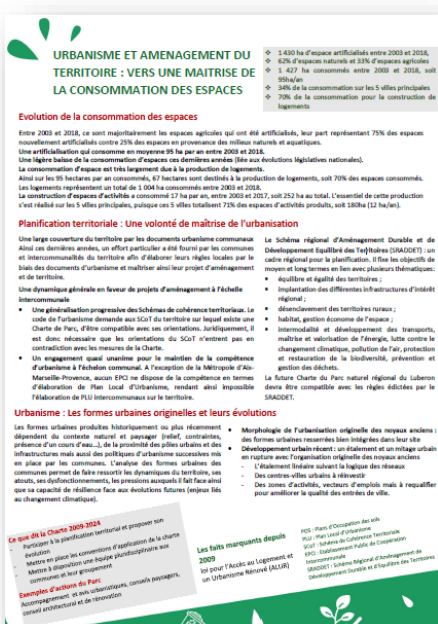 URBANISME ET AMENAGEMENT DU
TERRITOIRE : VERS UNE MAITRISE DE
LA CONSOMMATION DES ESPACES
❖ 1 430 ha d'espace artificialisés entre 2003 et 2018,
❖ 62% d'espaces naturels et 33% d'espaces agricoles
❖ 1 427 ha consommés entre 2003 et 2018, soit
95ha/an
❖ 34% de la consommation sur les 5 villes principales
❖ 70% de la consommation pour la construction de
logements
Evolution de la consommation des espaces
Entre 2003 et 2018, ce sont majoritairement les espaces agricoles qui ont été artificialisés, leur part représentant 75% des espaces
nouvellement artificialisés contre 25% des espaces en provenance des milieux naturels et aquatiques.
Une artificialisation qui consomme en moyenne 95 ha par an entre 2003 et 2018.
Une légère baisse de la consommation d'espaces ces dernières années (liée aux évolutions législatives nationales).
La consommation d'espace est très largement due à la production de logements.
Ainsi sur les 95 hectares par an consommés, 67 hectares sont destinés à la production de logements, soit 70% des espaces consommés.
Les logements représentent un total de 1 004 ha consommés entre 2003 et 2018.
La construction d'espaces d'activités a consommé 17 ha par an, entre 2003 et 2017, soit 252 ha au total. L'essentiel de cette production
s'est réalisé sur les 5 villes principales, puisque ces 5 villes totalisent 71% des espaces d'activités produits, soit 180ha (12 ha/an).
Planification territoriale : Une volonté de maîtrise de l'urbanisation
Une large couverture du territoire par les documents urbanisme communaux
Ainsi ces dernières années, un effort particulier a été fourni par les communes
et intercommunalités du territoire afin d'élaborer leurs règles locales par le
biais des documents d'urbanisme et maîtriser ainsi leur projet d'aménagement
et de territoire.
Une dynamique générale en faveur de projets d'aménagement à l'échelle
intercommunale
• Une généralisation progressive des Schémas de cohérence territoriaux. Le
code de l'urbanisme demande aux SCoT du territoire sur lequel existe une
Charte de Parc, d'être compatible avec ses orientations. Juridiquement, il
est donc nécessaire que les orientations du SCoT n'entrent pas en
contradiction avec les mesures de la Charte.
• Un engagement quasi unanime pour le maintien de la compétence
d'urbanisme à l'échelon communal. A l'exception de la Métropole d'Aix-
Marseille-Provence, aucun EPCI ne dispose de la compétence en termes
d'élaboration de Plan Local d'Urbanisme, rendant ainsi impossible
l'élaboration de PLU intercommunaux sur le territoire.
Le Schéma régional d'Aménagement Durable et de
Développement Equilibré des Territoires (SRADDET) : un
cadre régional pour la planification. Il fixe les objectifs de
moyen et long termes en lien avec plusieurs thématiques :
• équilibre et égalité des territoires ;
• implantation des différentes infrastructures d'intérêt
régional ;
• désenclavement des territoires ruraux ;
• habitat, gestion économe de l'espace ;
• intermodalité et développement des transports,
maîtrise et valorisation de l'énergie, lutte contre le
changement climatique, pollution de l'air, protection
et restauration de la biodiversité, prévention et
gestion des déchets.
La future Charte du Parc naturel régional du Luberon
devra être compatible avec les règles édictées par le
SRADDET.
Urbanisme : Les formes urbaines originelles et leurs évolutions
Les formes urbaines produites historiquement ou plus récemment
dépendent du contexte naturel et paysager (relief, contraintes,
présence d'un cours d'eau…), de la proximité des pôles urbains et des
infrastructures mais aussi des politiques d'urbanisme successives mis
en place par les communes. L'analyse des formes urbaines des
communes permet de faire ressortir les dynamiques du territoire, ses
atouts, ses dysfonctionnements, les pressions auxquels il fait face ainsi
que sa capacité de résilience face aux évolutions futures (enjeux liés
au changement climatique).
• Morphologie de l'urbanisation originelle des noyaux anciens :
des formes urbaines resserrées bien intégrées dans leur site
• Développement urbain récent : un étalement et un mitage urbain
en rupture avec l'organisation originelle des noyaux anciens
- L'étalement linéaire suivant la logique des réseaux
- Des centres-villes urbains à réinvestir
- Des zones d'activités, vecteurs d'emplois mais à requalifier
pour améliorer la qualité des entrées de ville.
Ce que dit la Charte 2009-2024
- Participer à la planification territorial et proposer son
évolution
- Mettre en place les conventions d'application de la charte
- Mettre à disposition une équipe pluridisciplinaire aux
communes et leur groupement
Exemples d'actions du Parc
Accompagnement et avis urbanistiques, conseils paysagers,
conseil architectural et de rénovation
Les faits marquants depuis
2009
loi pour l'Accès au Logement et
un Urbanisme Rénové (ALUR)
POS : Plans d'Occupation des sols
PLU : Plan Local d'Urbanisme
SCoT : Schéma de Cohérence Territoriale
EPCI : Etablissement Public de Coopération
Intercommunale
SRADDET : Schéma Régional d'Aménagement de
Développement Durable et d'Equilibre des Territoires